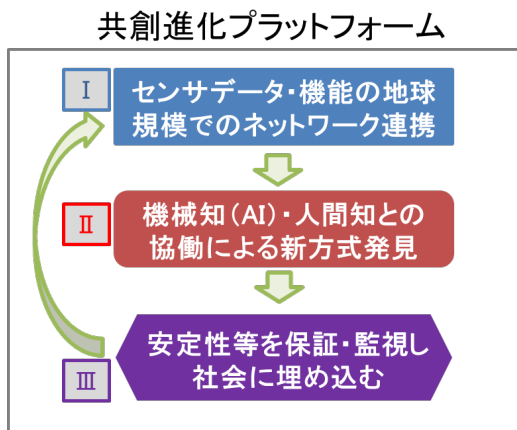 共創進化プラットフォーム
Ⅰ
センサデータ・機能の地球
規模でのネットワーク連携
Ⅱ
機械知(AI)・人間知との
協働による新方式発見
Ⅲ
安定性等を保証・監視し
社会に埋め込む